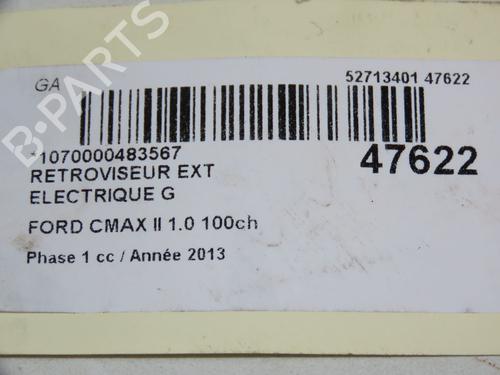 GA
52713401 47622
*1070000483567
47622
RETROVISEUR EXT
ELECTRIQUE G
FORD CMAX II 1.0 100ch
Phase 1 cc / Année 2013
B-PARTS